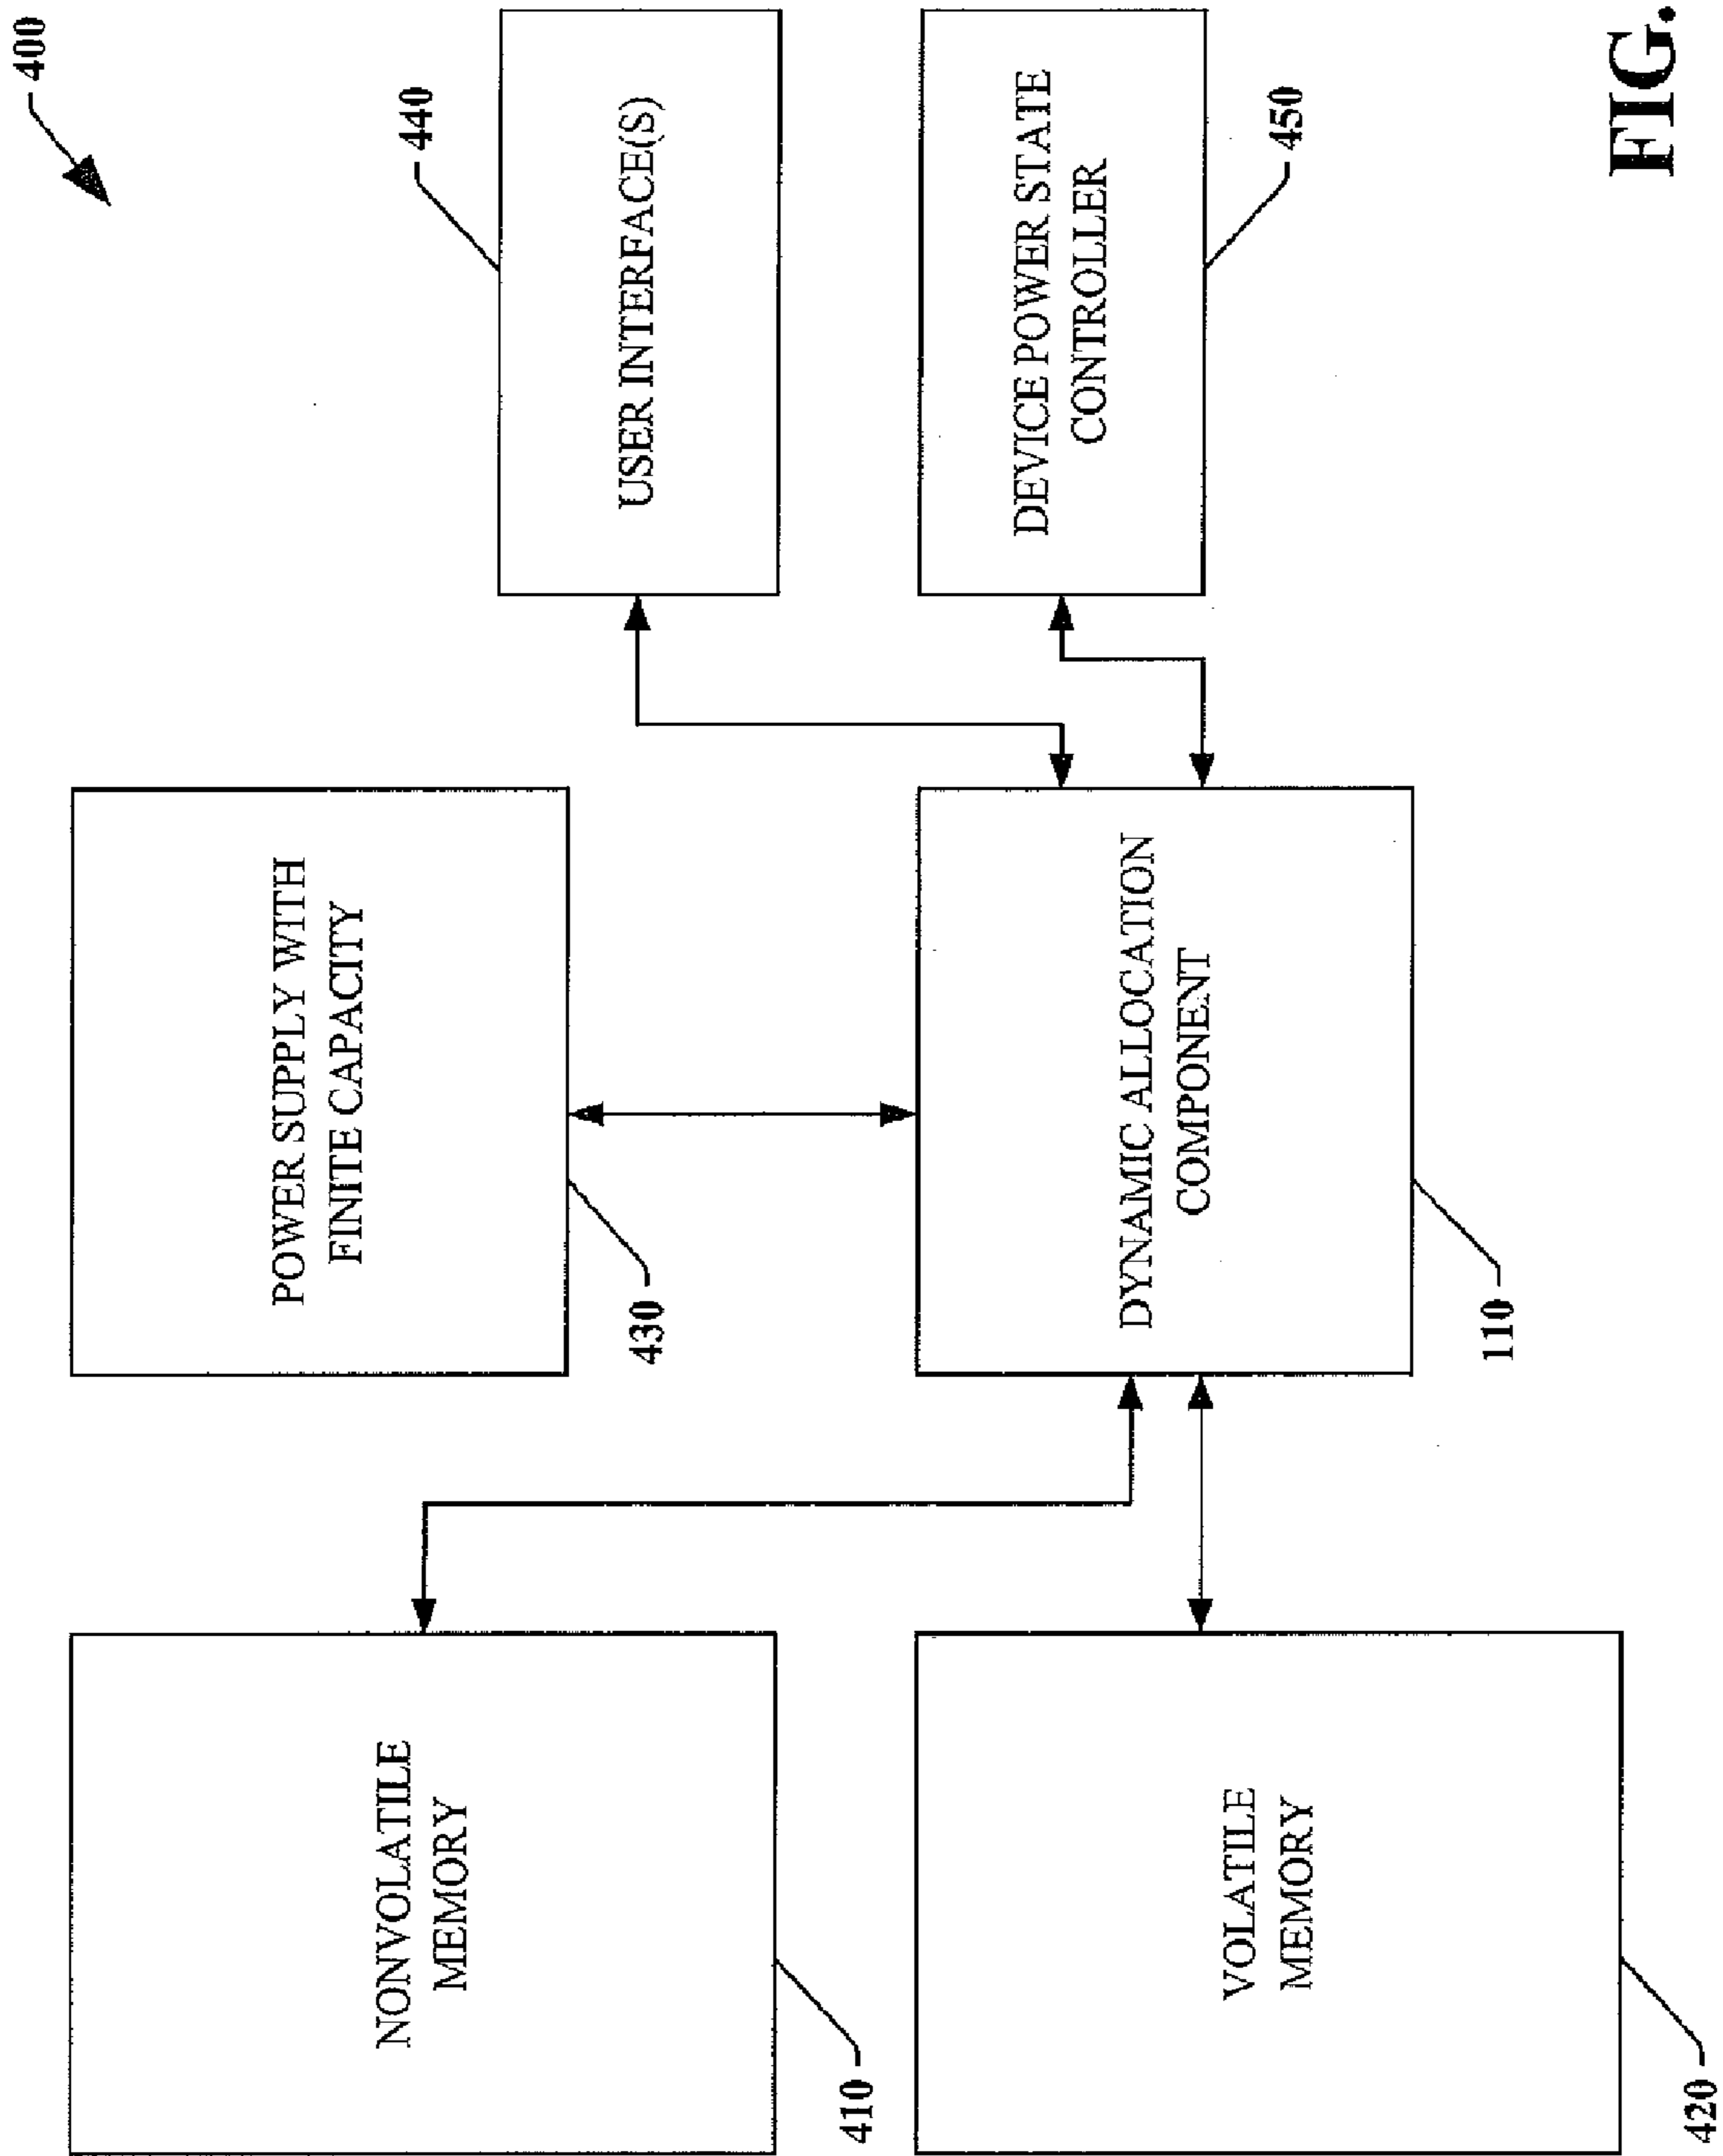 400
NONVOLATILE
MEMORY
410
POWER SUPPLY WITH
FINITE CAPACITY
430
440
USER INTERFACE(S)
VOLATILE
MEMORY
420
DYNAMIC ALLOCATION
COMPONENT
110
DEVICE POWER STATE
CONTROLLER
450
FIG.